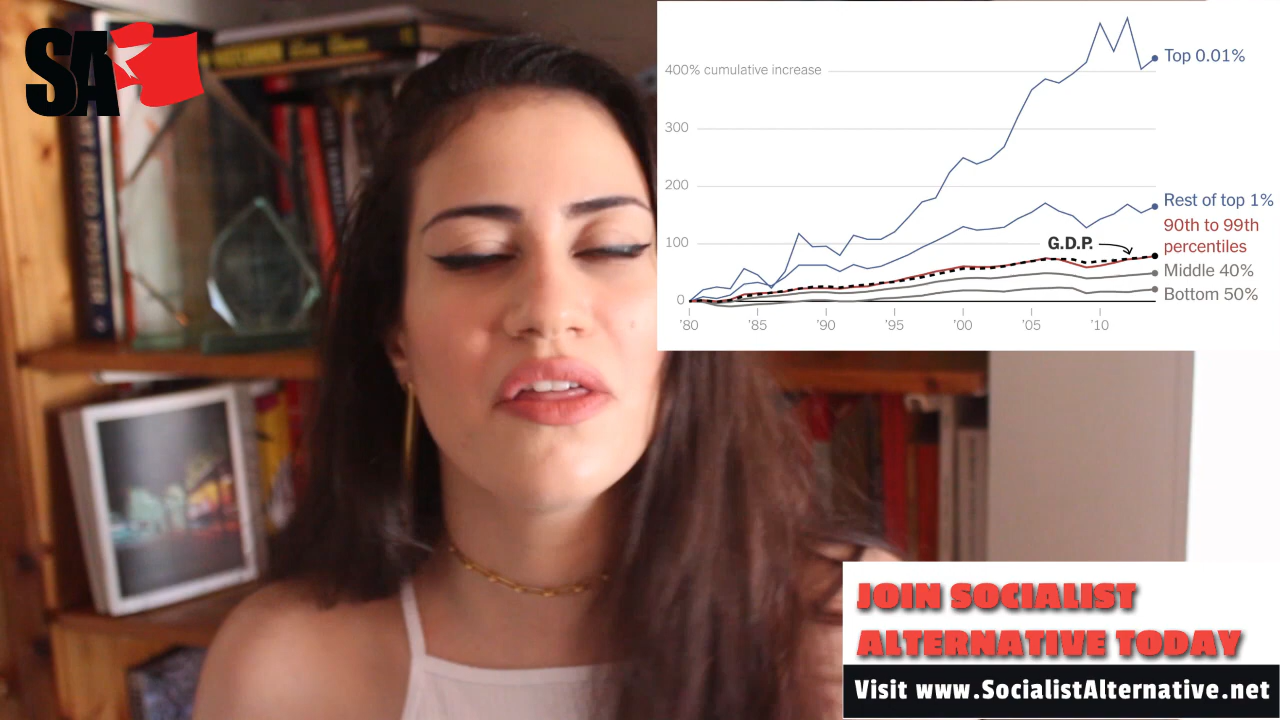 SA
400% cumulative increase
300
200
100
0
'80 '85 '90 '95 '00 '05 '10
Top 0.01%
Rest of top 1%
90th to 99th
percentiles
G.D.P.
Middle 40%
Bottom 50%
JOIN SOCIALIST
ALTERNATIVE TODAY
Visit www.SocialistAlternative.net